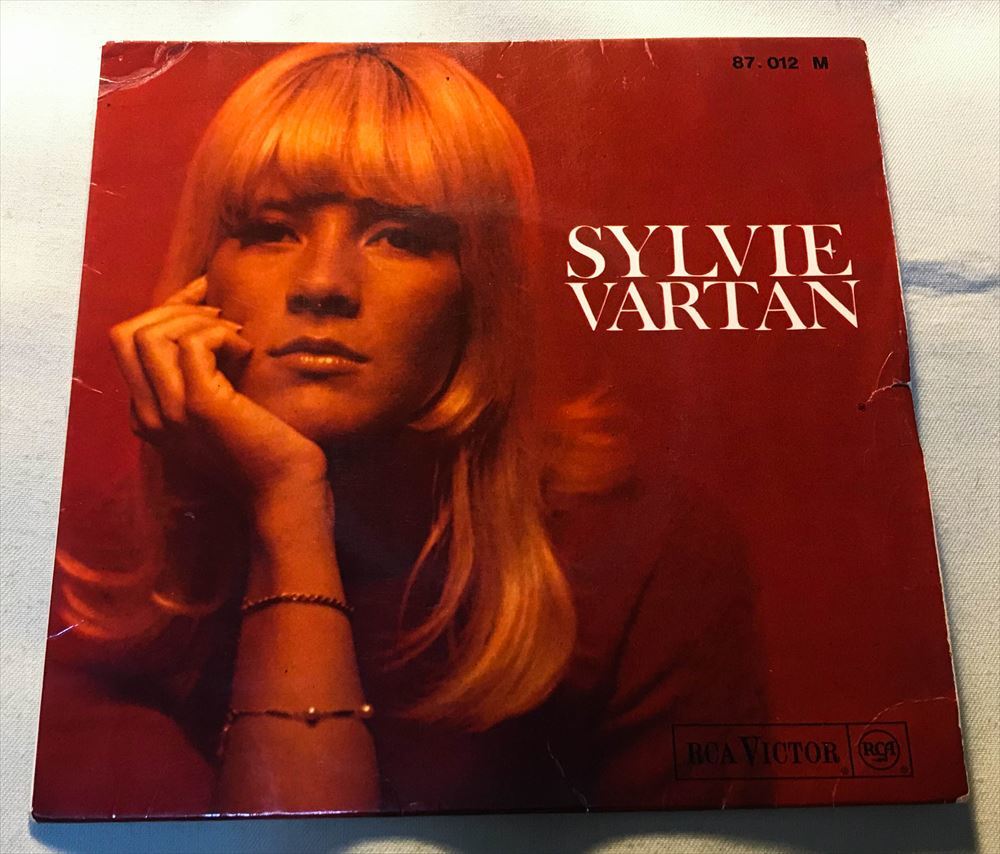 87.012 M
SYLVIE
VARTAN
RCA VICTOR
RCA